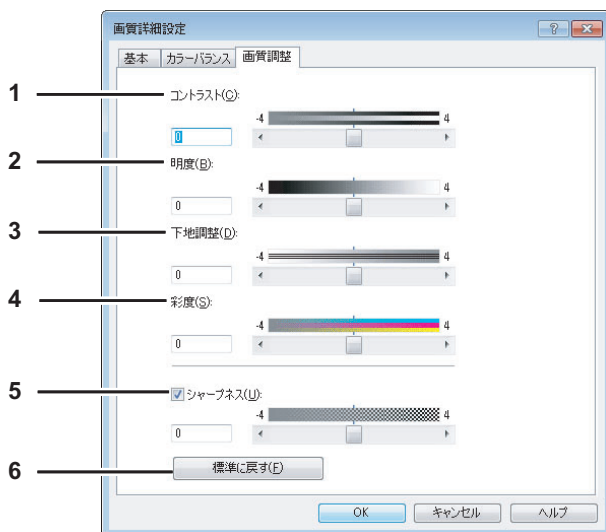 画質詳細設定
基本 カラーバランス 画質調整
1 コントラスト(C):
-4 4
0
2 明度(B):
-4 4
0
3 下地調整(D):
-4 4
0
4 彩度(S):
-4 4
0
5 シャープネス(U):
-4 4
0
6 標準に戻す(F)
OK キャンセル ヘルプ